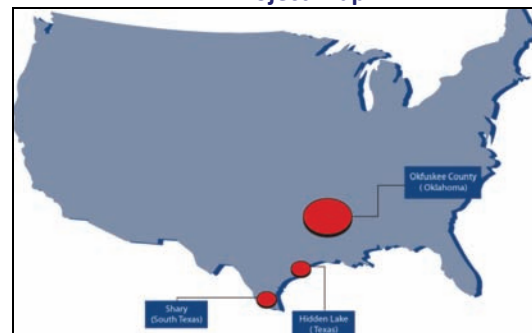 Okfuskee County
( Oklahoma)
Shary
(South Texas)
Hidden Lake
( Texas)